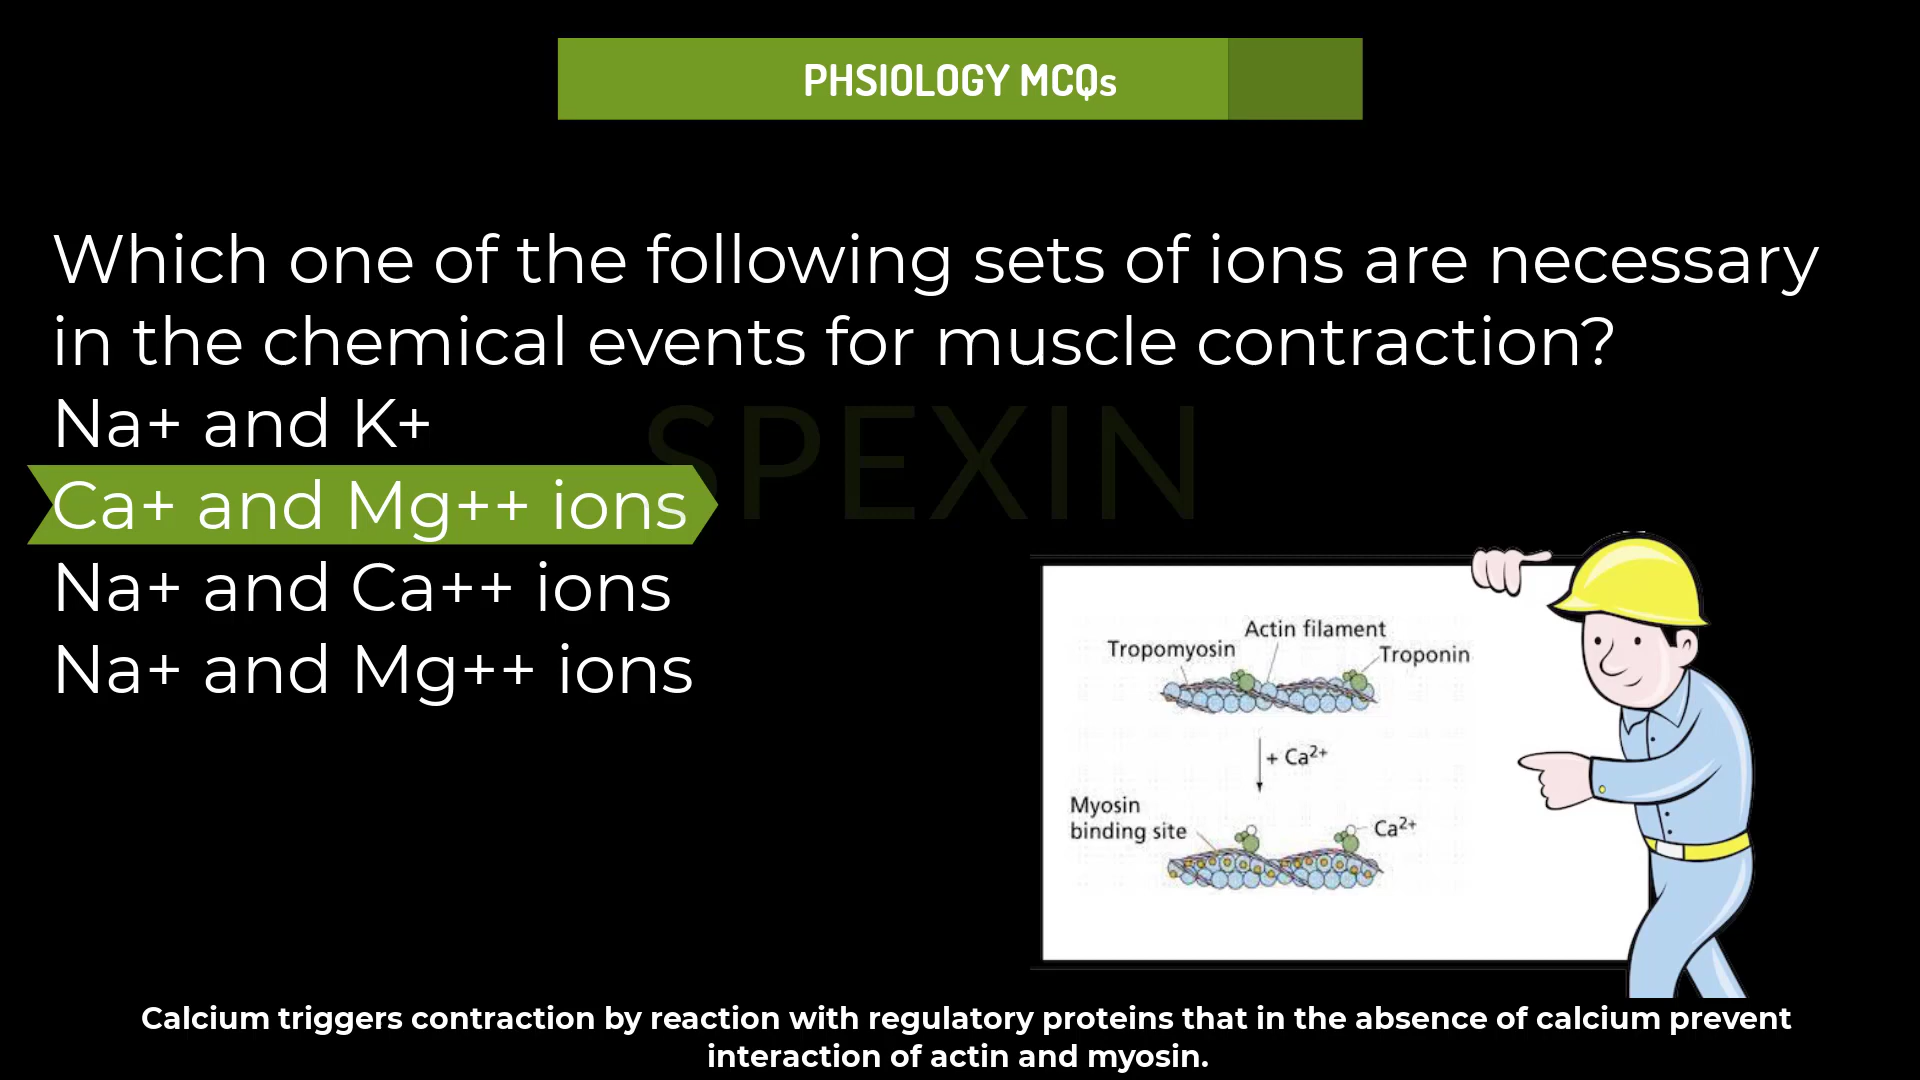 PHSIOLOGY MCQs
Which one of the following sets of ions are necessary
in the chemical events for muscle contraction?
Na+ and K+
Ca+ and Mg++ ions
Na+ and Ca++ ions
Na+ and Mg++ ions
SPEXIN
Actin filament
Tropomyosin
Troponin
+ Ca²⁺
Myosin
binding site
Ca²⁺
Calcium triggers contraction by reaction with regulatory proteins that in the absence of calcium prevent
interaction of actin and myosin.